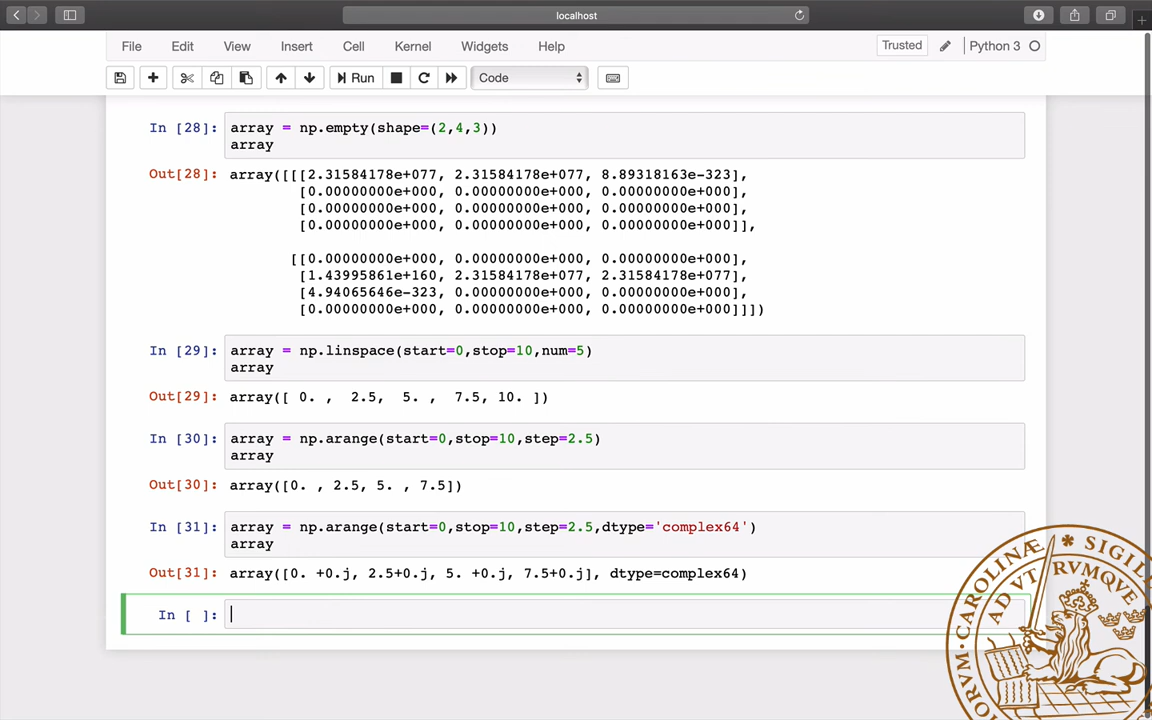 localhost
File Edit View Insert Cell Kernel Widgets Help Trusted Python 3
Run Code
In [28]: array = np.empty(shape=(2,4,3))
array
Out[28]: array([[[2.31584178e+077, 2.31584178e+077, 8.89318163e-323],
[0.00000000e+000, 0.00000000e+000, 0.00000000e+000],
[0.00000000e+000, 0.00000000e+000, 0.00000000e+000],
[0.00000000e+000, 0.00000000e+000, 0.00000000e+000]],
[[0.00000000e+000, 0.00000000e+000, 0.00000000e+000],
[1.43995861e+160, 2.31584178e+077, 2.31584178e+077],
[4.94065646e-323, 0.00000000e+000, 0.00000000e+000],
[0.00000000e+000, 0.00000000e+000, 0.00000000e+000]]])
In [29]: array = np.linspace(start=0,stop=10,num=5)
array
Out[29]: array([ 0. ,  2.5,  5. ,  7.5, 10. ])
In [30]: array = np.arange(start=0,stop=10,step=2.5)
array
Out[30]: array([0. , 2.5, 5. , 7.5])
In [31]: array = np.arange(start=0,stop=10,step=2.5,dtype='complex64')
array
Out[31]: array([0. +0.j, 2.5+0.j, 5. +0.j, 7.5+0.j], dtype=complex64)
In [ ]:
ORVM · CAROLINÆ * SIGIL
AD VTRVMQVE